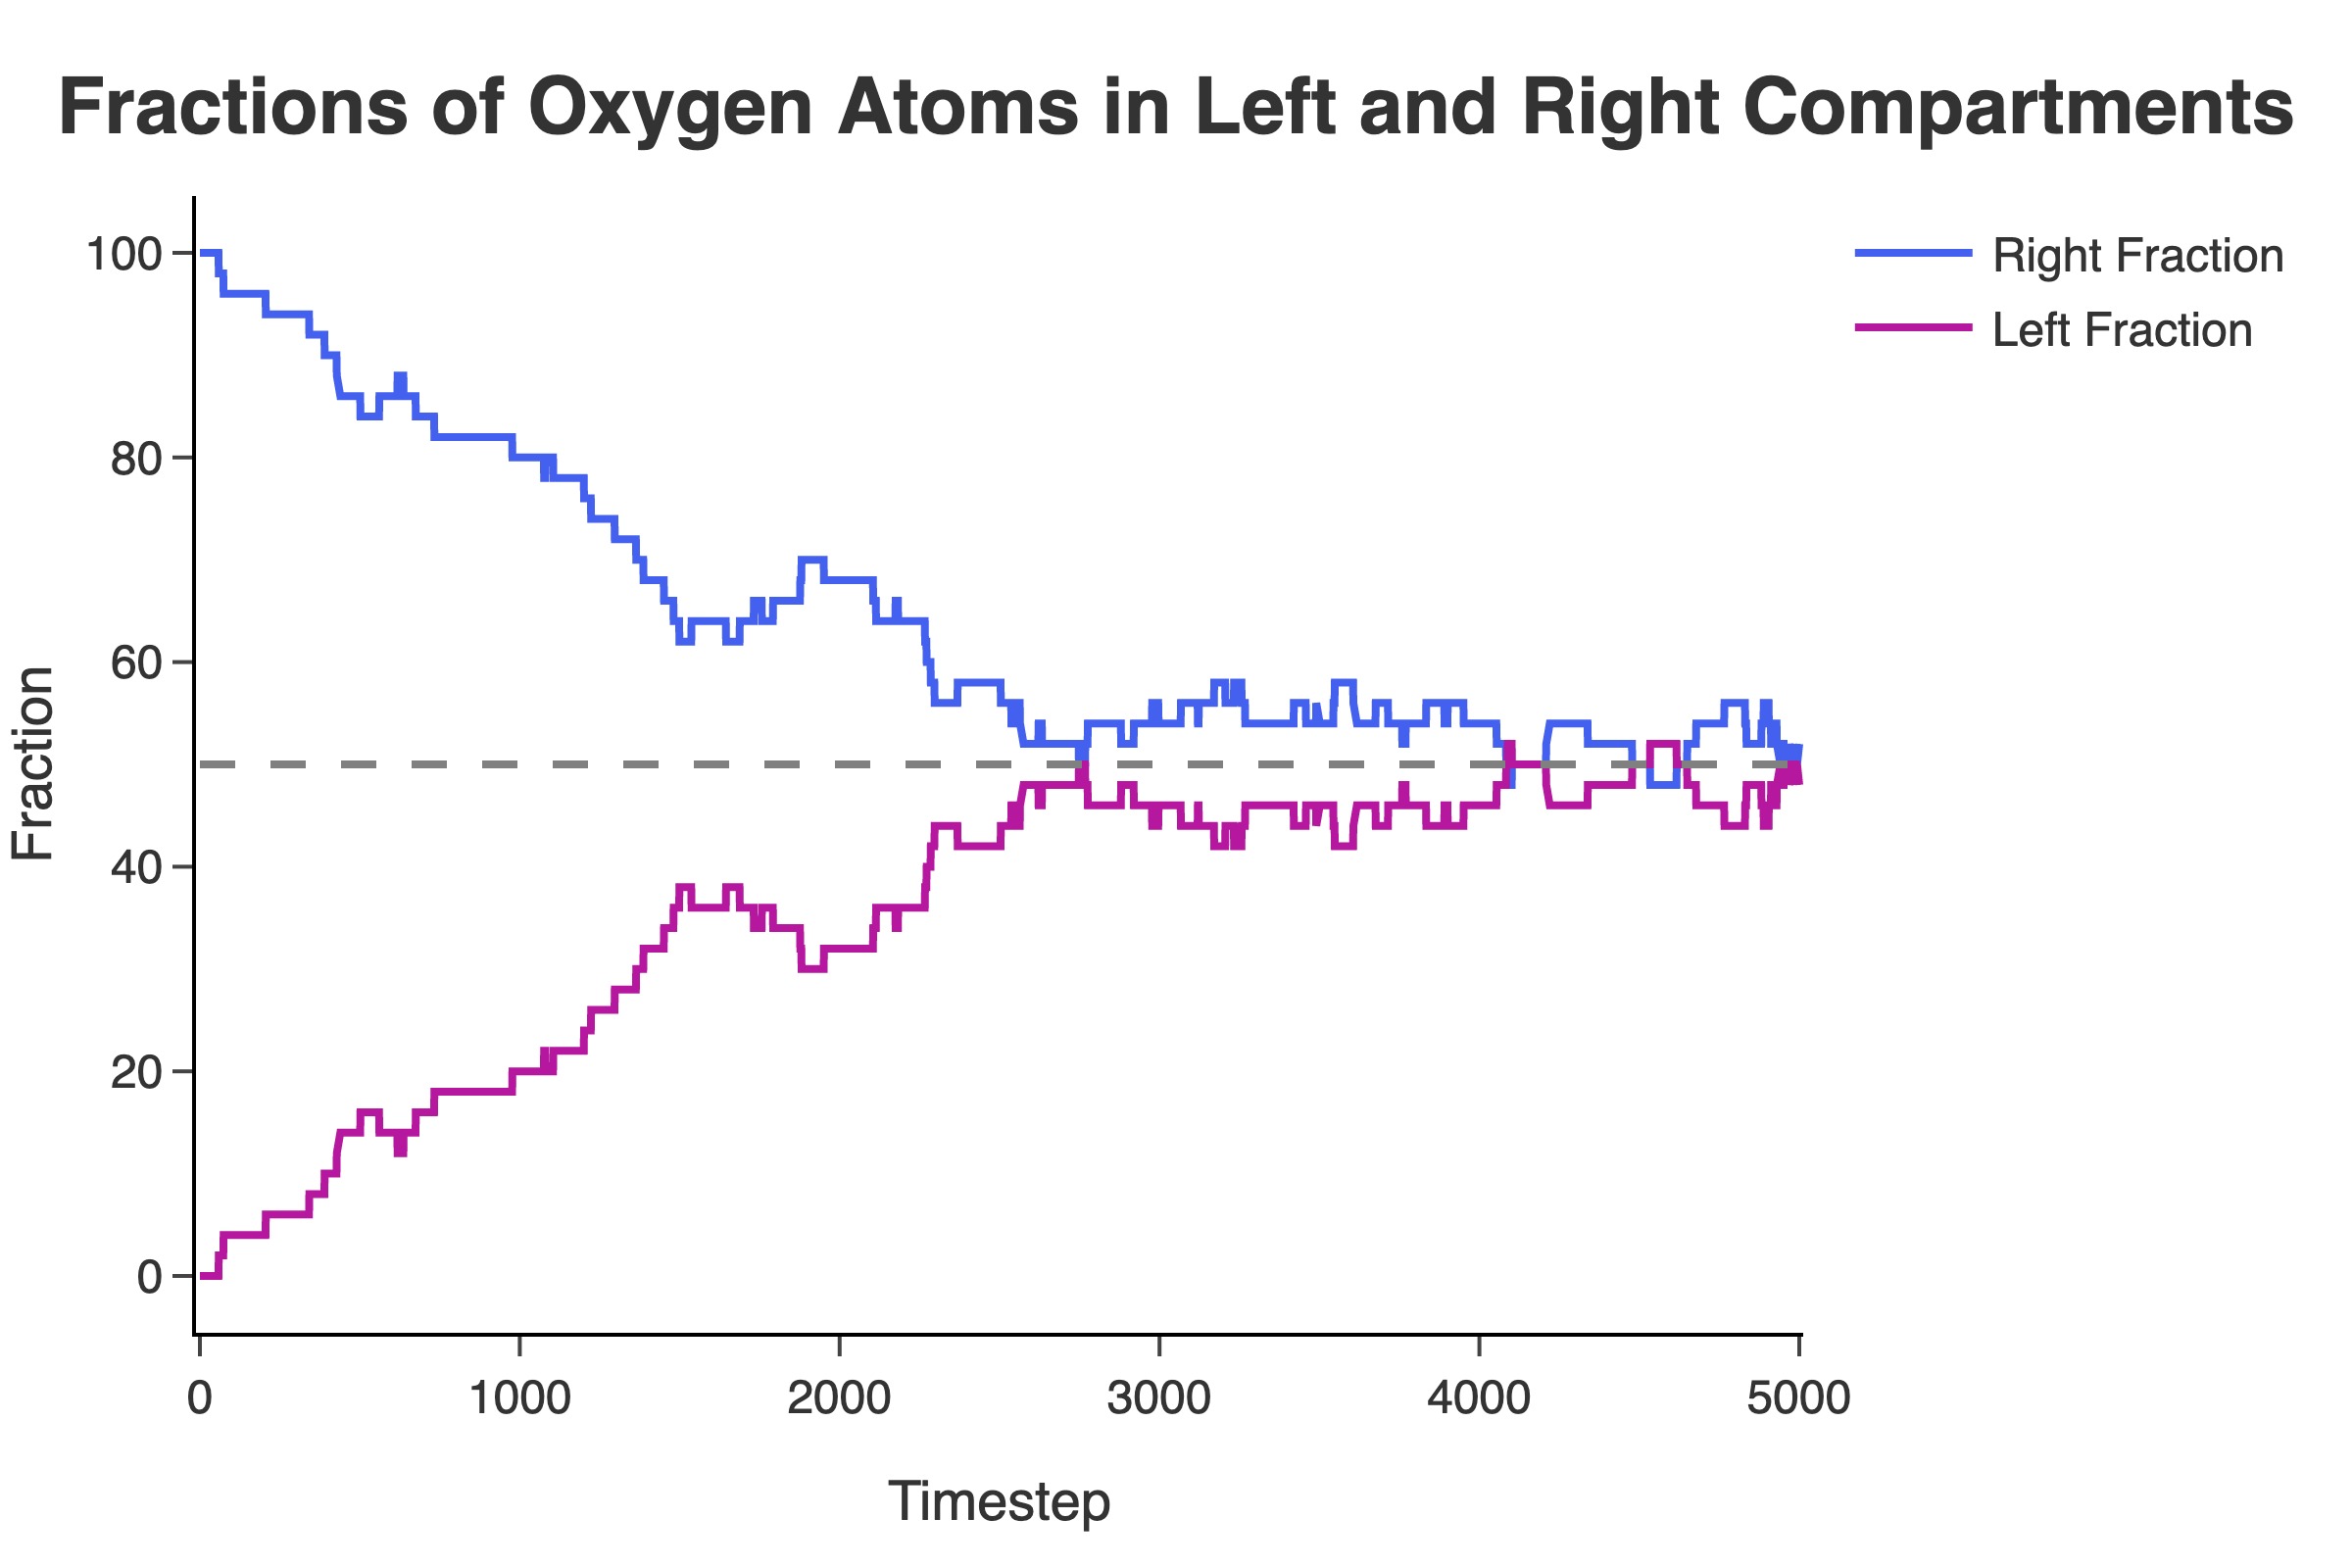 Fractions of Oxygen Atoms in Left and Right Compartments
Right Fraction
Left Fraction
Fraction
100
80
60
40
20
0
0 1000 2000 3000 4000 5000
Timestep